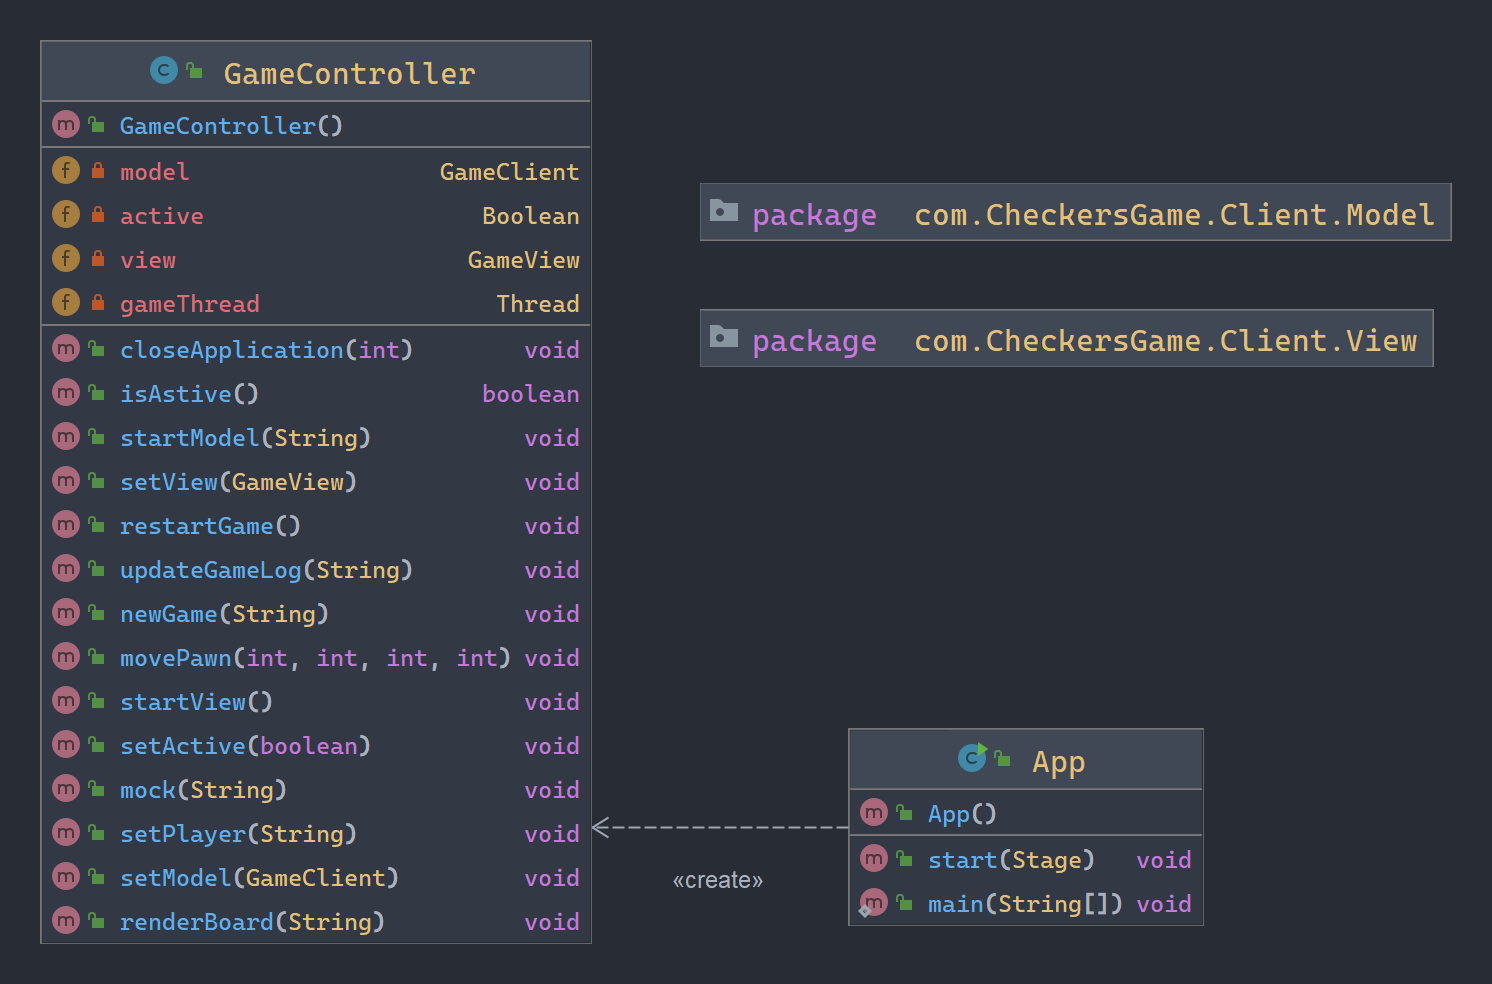 GameController
GameController()
model GameClient
active Boolean
view GameView
gameThread Thread
closeApplication(int) void
isAstive() boolean
startModel(String) void
setView(GameView) void
restartGame() void
updateGameLog(String) void
newGame(String) void
movePawn(int, int, int, int) void
startView() void
setActive(boolean) void
mock(String) void
setPlayer(String) void
setModel(GameClient) void
renderBoard(String) void
package com.CheckersGame.Client.Model
package com.CheckersGame.Client.View
«create»
App
App()
start(Stage) void
main(String[]) void